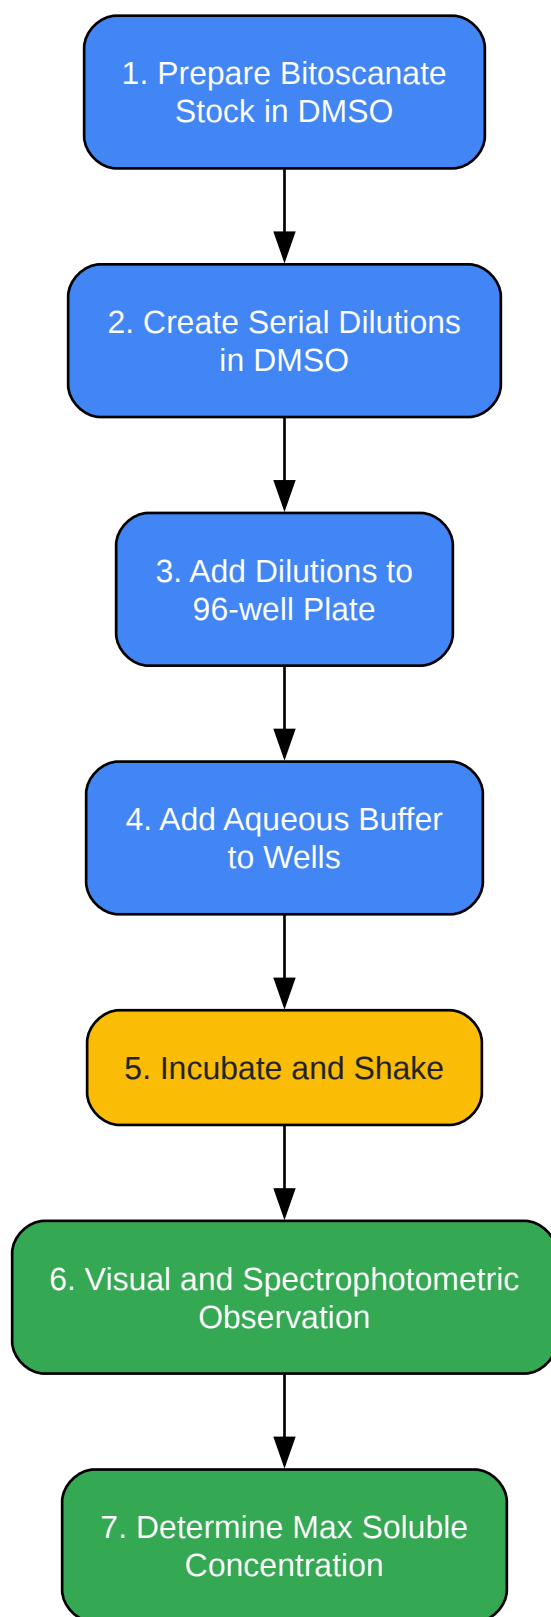 1. Prepare Bitoscanate
Stock in DMSO
2. Create Serial Dilutions
in DMSO
3. Add Dilutions to
96-well Plate
4. Add Aqueous Buffer
to Wells
5. Incubate and Shake
6. Visual and Spectrophotometric
Observation
7. Determine Max Soluble
Concentration